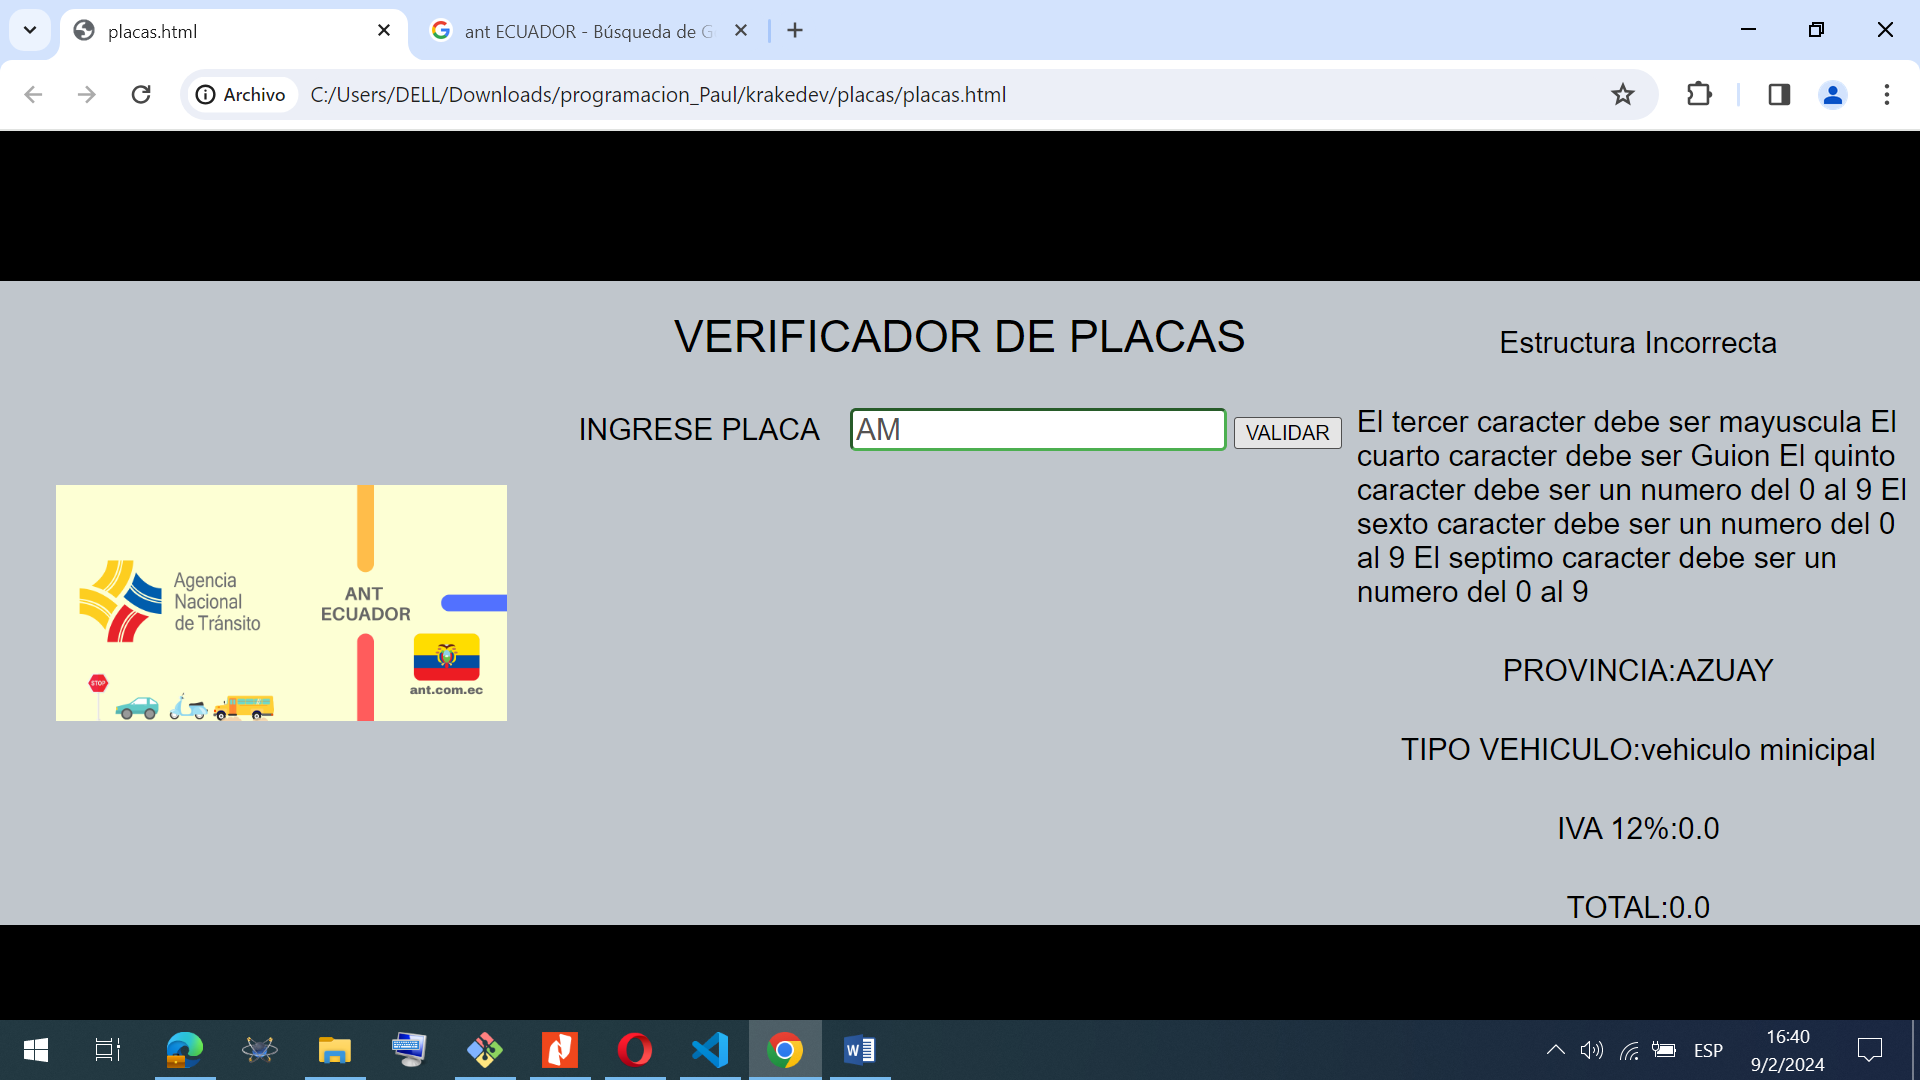 placas.html
ant ECUADOR - Búsqueda de G
Archivo
C:/Users/DELL/Downloads/programacion_Paul/krakedev/placas/placas.html
VERIFICADOR DE PLACAS
INGRESE PLACA
AM
VALIDAR
Estructura Incorrecta
El tercer caracter debe ser mayuscula El
cuarto caracter debe ser Guion El quinto
caracter debe ser un numero del 0 al 9 El
sexto caracter debe ser un numero del 0
al 9 El septimo caracter debe ser un
numero del 0 al 9
PROVINCIA:AZUAY
TIPO VEHICULO:vehiculo minicipal
IVA 12%:0.0
TOTAL:0.0
Agencia
Nacional
de Tránsito
ANT
ECUADOR
ant.com.ec
STOP
ESP
16:40
9/2/2024